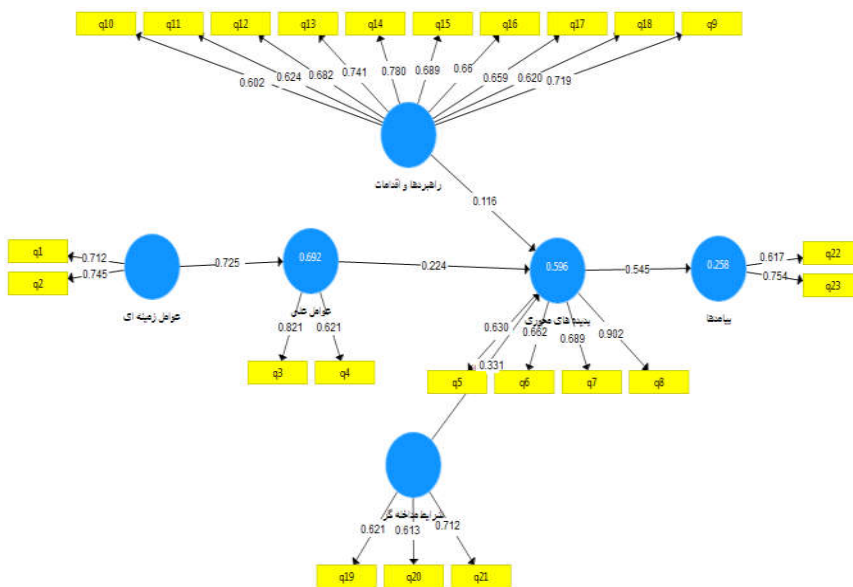 q10 q11 q12 q13 q14 q15 q16 q17 q18 q9
0.602 0.624 0.682 0.741 0.780 0.689 0.66 0.659 0.620 0.719
راهبردها و اقدامات
0.116
q1 0.712
q2 0.745
0.725
0.692
0.224
0.596
0.545
0.258
0.617 q22
0.754 q23
عوامل زمینه ای
عوامل علی
پدیده های محوری
پیامدها
0.821 0.621
0.630 0.662 0.689 0.902
0.331
q3 q4
q5 q6 q7 q8
شرایط مداخله گر
0.621 0.613 0.712
q19 q20 q21